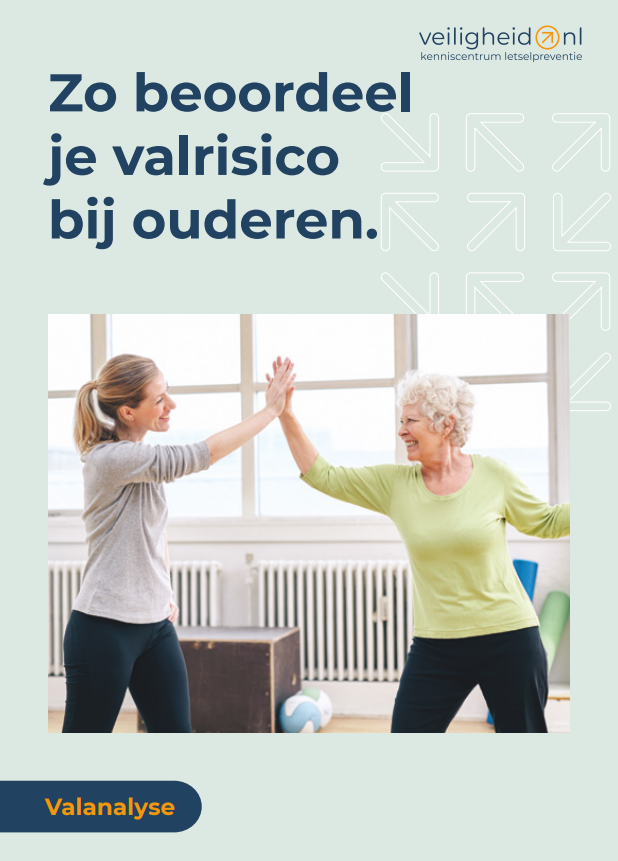 veiligheid nl
kenniscentrum letselpreventie
Zo beoordeel
je valrisico
bij ouderen.
Valanalyse